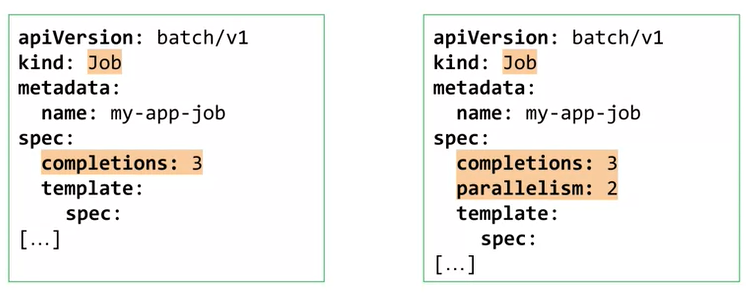 apiVersion: batch/v1
kind: Job
metadata:
  name: my-app-job
spec:
  completions: 3
  template:
    spec:
[...]
apiVersion: batch/v1
kind: Job
metadata:
  name: my-app-job
spec:
  completions: 3
  parallelism: 2
  template:
    spec:
[...]